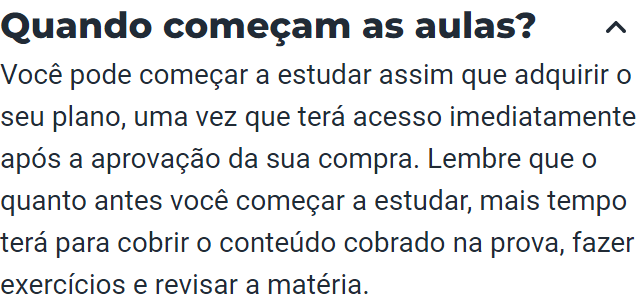 Quando começam as aulas?
Você pode começar a estudar assim que adquirir o
seu plano, uma vez que terá acesso imediatamente
após a aprovação da sua compra. Lembre que o
quanto antes você começar a estudar, mais tempo
terá para cobrir o conteúdo cobrado na prova, fazer
exercícios e revisar a matéria.